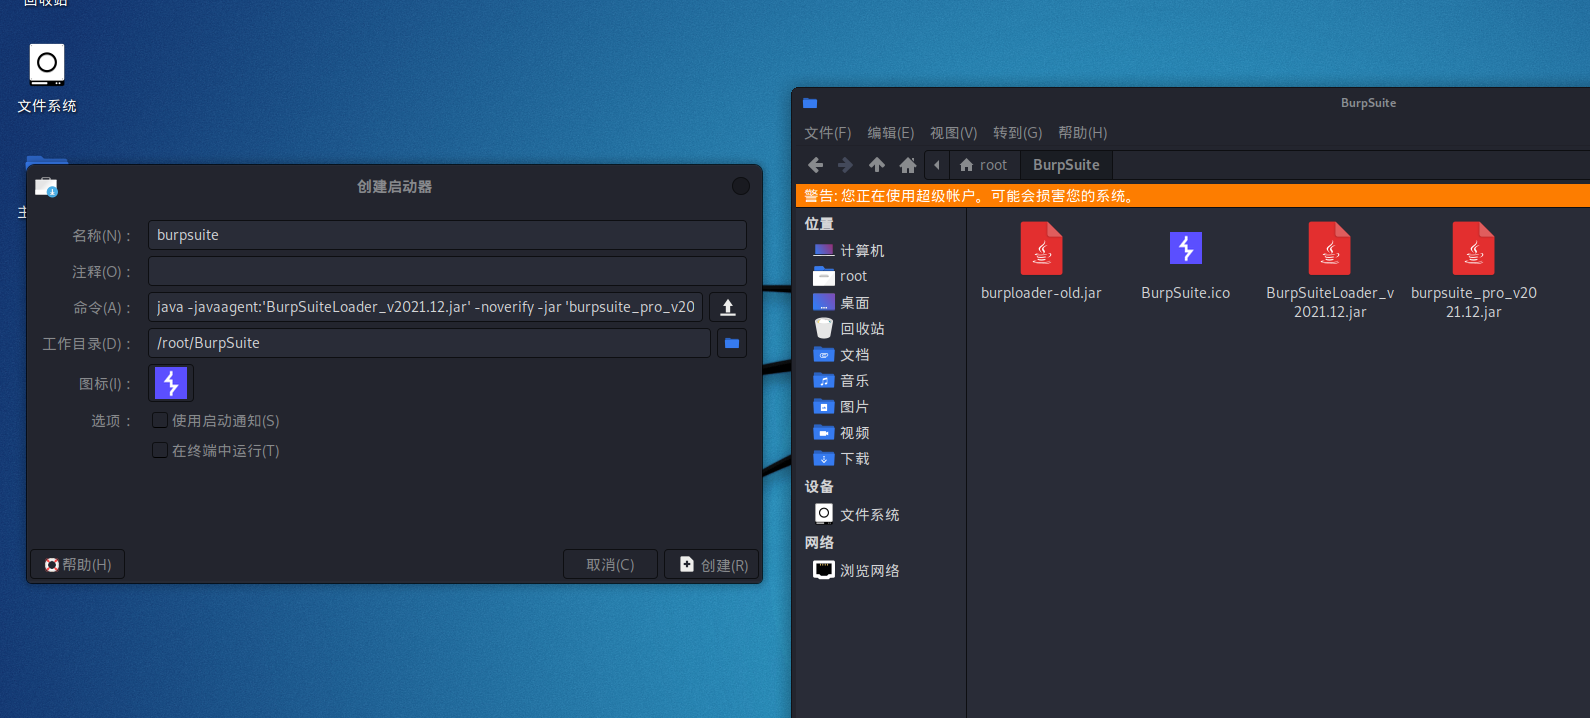 回收站
文件系统
主
创建启动器
名称(N)：
burpsuite
注释(O)：
命令(A)：
java -javaagent:'BurpSuiteLoader_v2021.12.jar' -noverify -jar 'burpsuite_pro_v20
工作目录(D)：
/root/BurpSuite
图标(I)：
选项：
使用启动通知(S)
在终端中运行(T)
帮助(H)
取消(C)
创建(R)
BurpSuite
文件(F) 编辑(E) 视图(V) 转到(G) 帮助(H)
root BurpSuite
警告: 您正在使用超级帐户。可能会损害您的系统。
位置
计算机
root
桌面
回收站
文档
音乐
图片
视频
下载
设备
文件系统
网络
浏览网络
burploader-old.jar
BurpSuite.ico
BurpSuiteLoader_v
2021.12.jar
burpsuite_pro_v20
21.12.jar